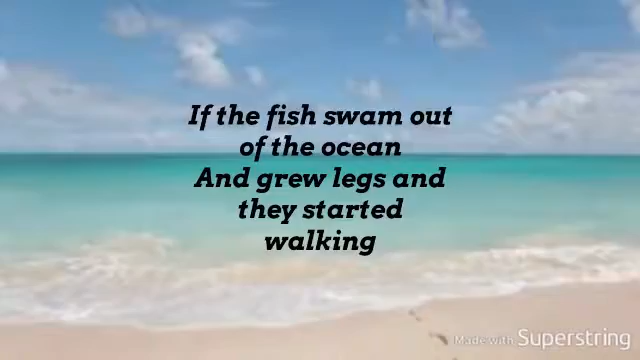 If the fish swam out
of the ocean
And grew legs and
they started
walking
Made with Superstring